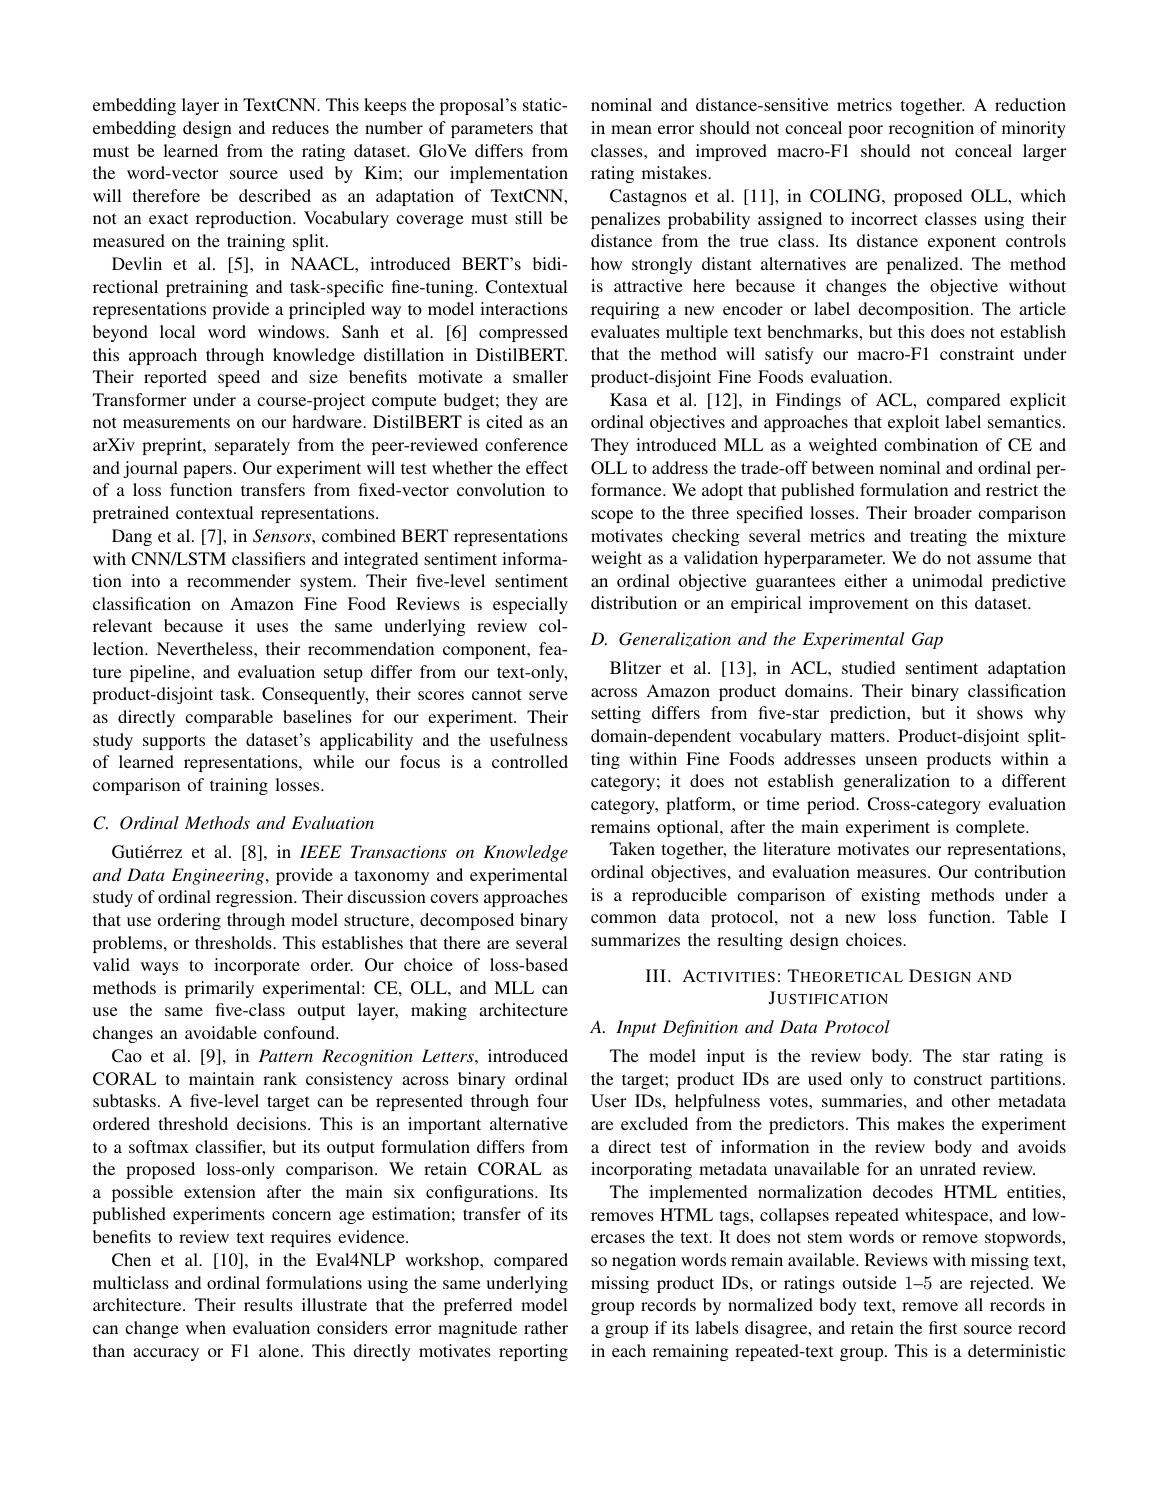 embedding layer in TextCNN. This keeps the proposal's static-
embedding design and reduces the number of parameters that
must be learned from the rating dataset. GloVe differs from
the word-vector source used by Kim; our implementation
will therefore be described as an adaptation of TextCNN,
not an exact reproduction. Vocabulary coverage must still be
measured on the training split.
Devlin et al. [5], in NAACL, introduced BERT's bidi-
rectional pretraining and task-specific fine-tuning. Contextual
representations provide a principled way to model interactions
beyond local word windows. Sanh et al. [6] compressed
this approach through knowledge distillation in DistilBERT.
Their reported speed and size benefits motivate a smaller
Transformer under a course-project compute budget; they are
not measurements on our hardware. DistilBERT is cited as an
arXiv preprint, separately from the peer-reviewed conference
and journal papers. Our experiment will test whether the effect
of a loss function transfers from fixed-vector convolution to
pretrained contextual representations.
Dang et al. [7], in Sensors, combined BERT representations
with CNN/LSTM classifiers and integrated sentiment informa-
tion into a recommender system. Their five-level sentiment
classification on Amazon Fine Food Reviews is especially
relevant because it uses the same underlying review col-
lection. Nevertheless, their recommendation component, fea-
ture pipeline, and evaluation setup differ from our text-only,
product-disjoint task. Consequently, their scores cannot serve
as directly comparable baselines for our experiment. Their
study supports the dataset's applicability and the usefulness
of learned representations, while our focus is a controlled
comparison of training losses.
C. Ordinal Methods and Evaluation
Gutiérrez et al. [8], in IEEE Transactions on Knowledge
and Data Engineering, provide a taxonomy and experimental
study of ordinal regression. Their discussion covers approaches
that use ordering through model structure, decomposed binary
problems, or thresholds. This establishes that there are several
valid ways to incorporate order. Our choice of loss-based
methods is primarily experimental: CE, OLL, and MLL can
use the same five-class output layer, making architecture
changes an avoidable confound.
Cao et al. [9], in Pattern Recognition Letters, introduced
CORAL to maintain rank consistency across binary ordinal
subtasks. A five-level target can be represented through four
ordered threshold decisions. This is an important alternative
to a softmax classifier, but its output formulation differs from
the proposed loss-only comparison. We retain CORAL as
a possible extension after the main six configurations. Its
published experiments concern age estimation; transfer of its
benefits to review text requires evidence.
Chen et al. [10], in the Eval4NLP workshop, compared
multiclass and ordinal formulations using the same underlying
architecture. Their results illustrate that the preferred model
can change when evaluation considers error magnitude rather
than accuracy or F1 alone. This directly motivates reporting
nominal and distance-sensitive metrics together. A reduction
in mean error should not conceal poor recognition of minority
classes, and improved macro-F1 should not conceal larger
rating mistakes.
Castagnos et al. [11], in COLING, proposed OLL, which
penalizes probability assigned to incorrect classes using their
distance from the true class. Its distance exponent controls
how strongly distant alternatives are penalized. The method
is attractive here because it changes the objective without
requiring a new encoder or label decomposition. The article
evaluates multiple text benchmarks, but this does not establish
that the method will satisfy our macro-F1 constraint under
product-disjoint Fine Foods evaluation.
Kasa et al. [12], in Findings of ACL, compared explicit
ordinal objectives and approaches that exploit label semantics.
They introduced MLL as a weighted combination of CE and
OLL to address the trade-off between nominal and ordinal per-
formance. We adopt that published formulation and restrict the
scope to the three specified losses. Their broader comparison
motivates checking several metrics and treating the mixture
weight as a validation hyperparameter. We do not assume that
an ordinal objective guarantees either a unimodal predictive
distribution or an empirical improvement on this dataset.
D. Generalization and the Experimental Gap
Blitzer et al. [13], in ACL, studied sentiment adaptation
across Amazon product domains. Their binary classification
setting differs from five-star prediction, but it shows why
domain-dependent vocabulary matters. Product-disjoint split-
ting within Fine Foods addresses unseen products within a
category; it does not establish generalization to a different
category, platform, or time period. Cross-category evaluation
remains optional, after the main experiment is complete.
Taken together, the literature motivates our representations,
ordinal objectives, and evaluation measures. Our contribution
is a reproducible comparison of existing methods under a
common data protocol, not a new loss function. Table I
summarizes the resulting design choices.
III. ACTIVITIES: THEORETICAL DESIGN AND
JUSTIFICATION
A. Input Definition and Data Protocol
The model input is the review body. The star rating is
the target; product IDs are used only to construct partitions.
User IDs, helpfulness votes, summaries, and other metadata
are excluded from the predictors. This makes the experiment
a direct test of information in the review body and avoids
incorporating metadata unavailable for an unrated review.
The implemented normalization decodes HTML entities,
removes HTML tags, collapses repeated whitespace, and low-
ercases the text. It does not stem words or remove stopwords,
so negation words remain available. Reviews with missing text,
missing product IDs, or ratings outside 1–5 are rejected. We
group records by normalized body text, remove all records in
a group if its labels disagree, and retain the first source record
in each remaining repeated-text group. This is a deterministic